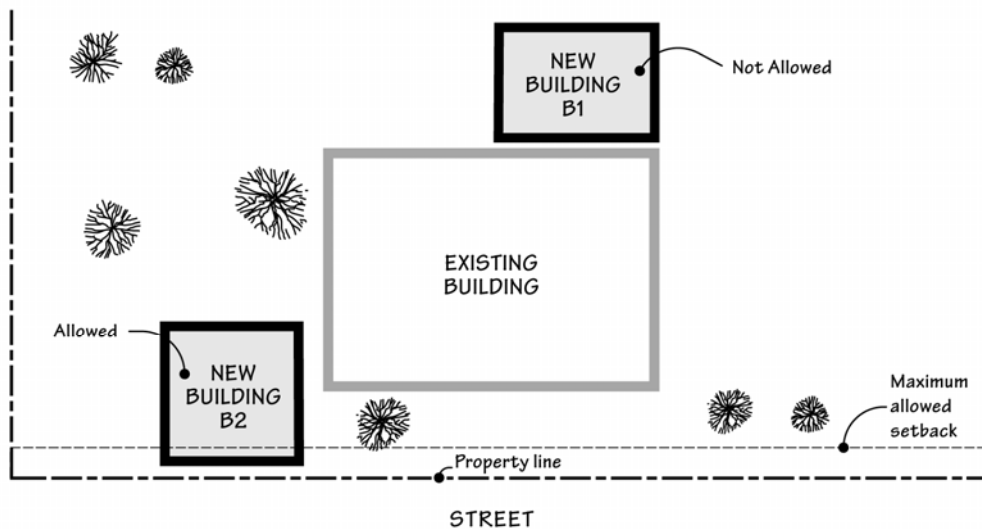 NEW
BUILDING
B1
Not Allowed
EXISTING
BUILDING
Allowed
NEW
BUILDING
B2
Maximum
allowed
setback
Property line
STREET